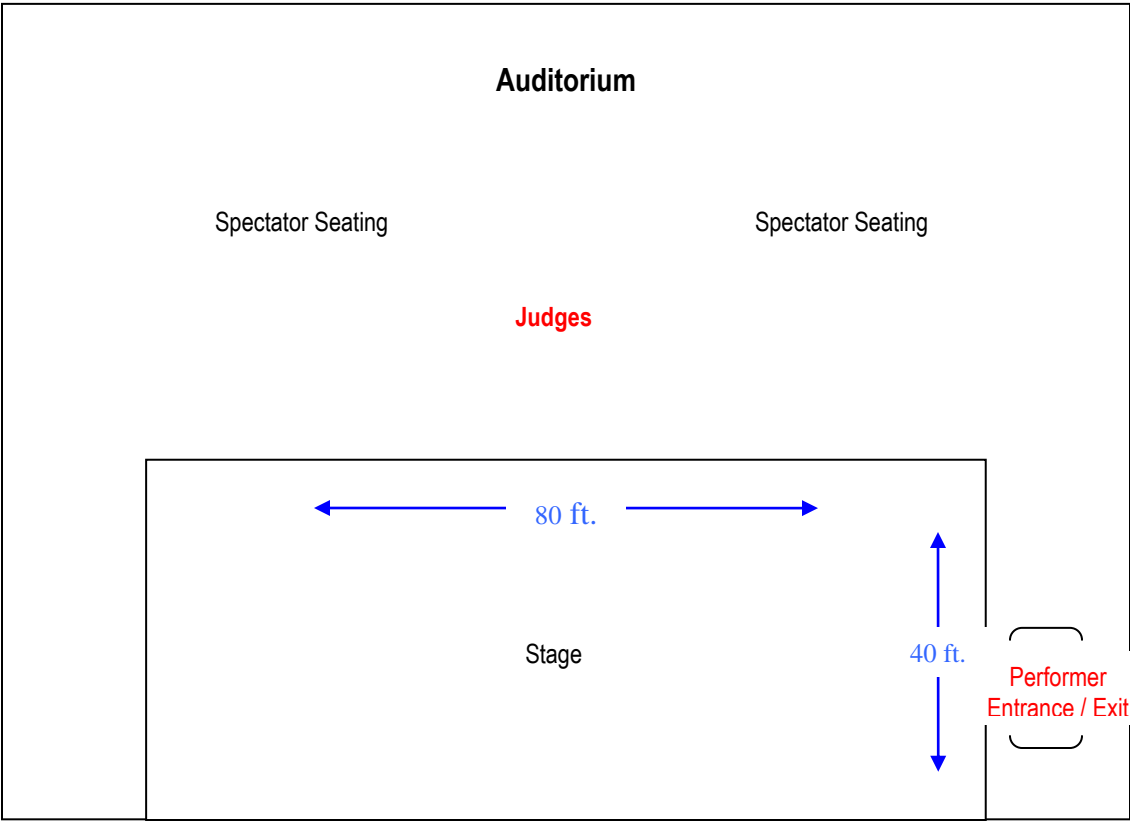 Auditorium
Spectator Seating
Spectator Seating
Judges
80 ft.
Stage
40 ft.
Performer
Entrance / Exit